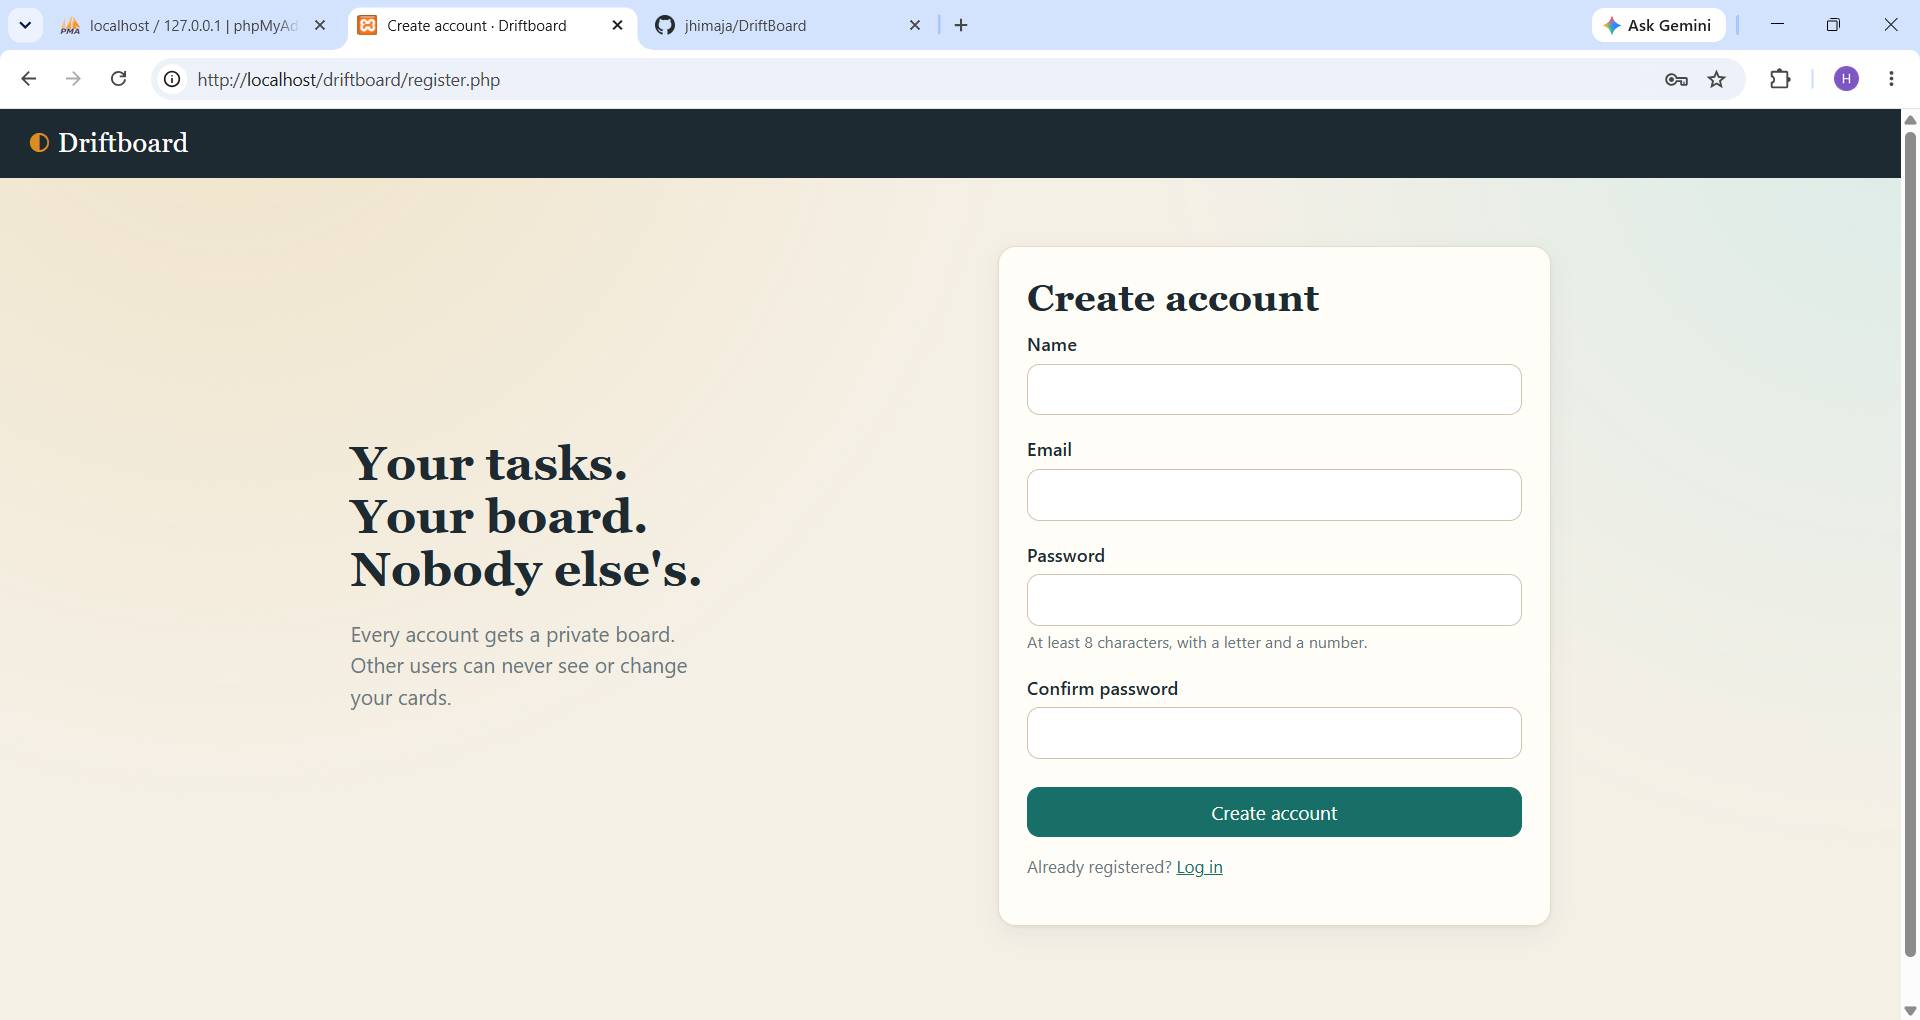 localhost / 127.0.0.1 | phpMyAd
Create account · Driftboard
jhimaja/DriftBoard
Ask Gemini
http://localhost/driftboard/register.php
H
Driftboard
Your tasks.
Your board.
Nobody else's.
Every account gets a private board.
Other users can never see or change
your cards.
Create account
Name
Email
Password
At least 8 characters, with a letter and a number.
Confirm password
Create account
Already registered? Log in